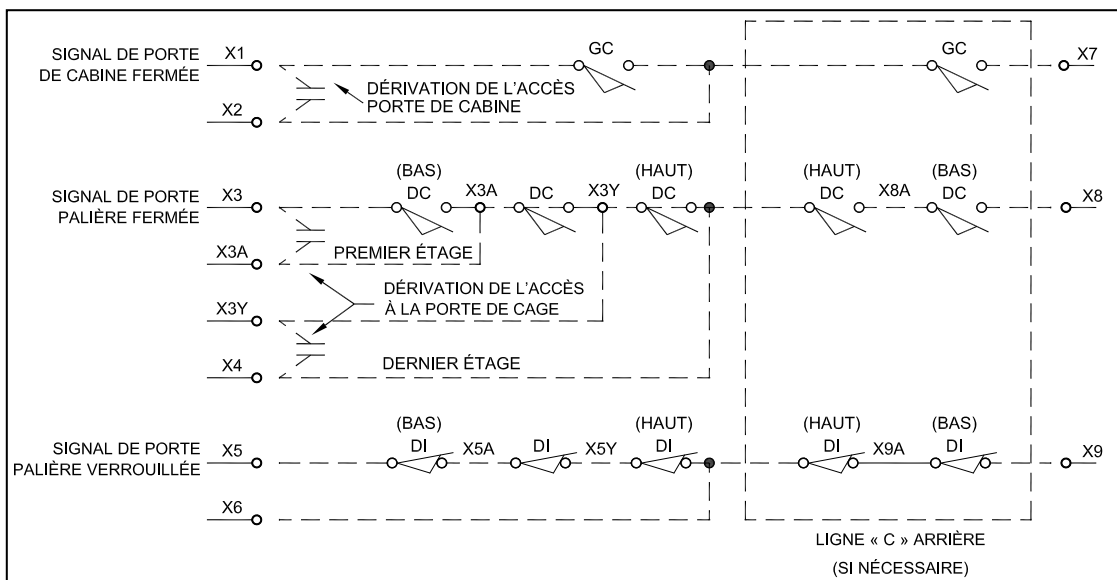 SIGNAL DE PORTE
DE CABINE FERMÉE
X1
GC
GC
X7
DÉRIVATION DE L'ACCÈS
PORTE DE CABINE
X2
SIGNAL DE PORTE
PALIÈRE FERMÉE
X3
(BAS)
DC
X3A
DC
X3Y
(HAUT)
DC
(HAUT)
DC
X8A
(BAS)
DC
X8
X3A
PREMIER ÉTAGE
DÉRIVATION DE L'ACCÈS
À LA PORTE DE CAGE
X3Y
X4
DERNIER ÉTAGE
SIGNAL DE PORTE
PALIÈRE VERROUILLÉE
X5
(BAS)
DI
X5A
DI
X5Y
(HAUT)
DI
(HAUT)
DI
X9A
(BAS)
DI
X9
X6
LIGNE « C » ARRIÈRE
(SI NÉCESSAIRE)